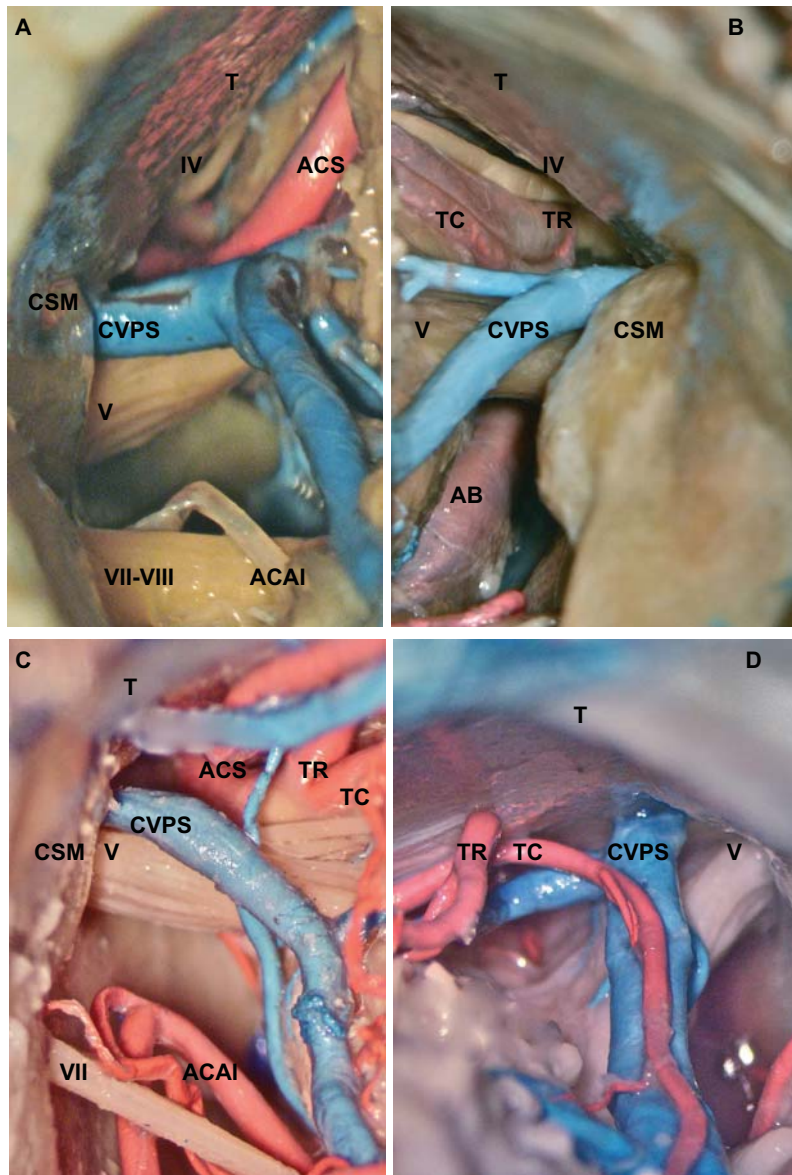 A
T
IV
ACS
CSM
CVPS
V
VII-VIII
ACAI
B
T
IV
TC
TR
V
CVPS
CSM
AB
C
T
ACS
TR
TC
CVPS
CSM
V
VII
ACAI
D
T
TR
TC
CVPS
V